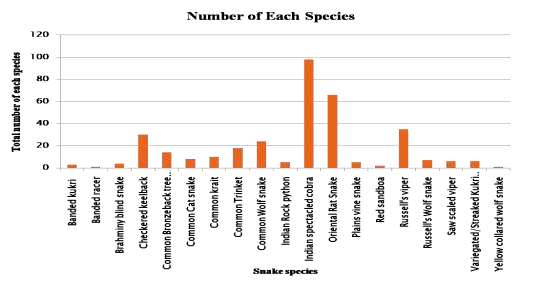 Number of Each Species
Total number of each species
120
100
80
60
40
20
0
Banded kukri
Banded racer
Brahminy blind snake
Checkered keelback
Common Bronzeback tree...
Common Cat snake
Common krait
Common Trinket
Common Wolf snake
Indian Rock python
Indian spectacled cobra
Oriental Rat Snake
Plains vine snake
Red sandboa
Russell's viper
Russell's Wolf snake
Saw scaled viper
Variegated/Streaked Kukri..
Yellow collared wolf snake
Snake species